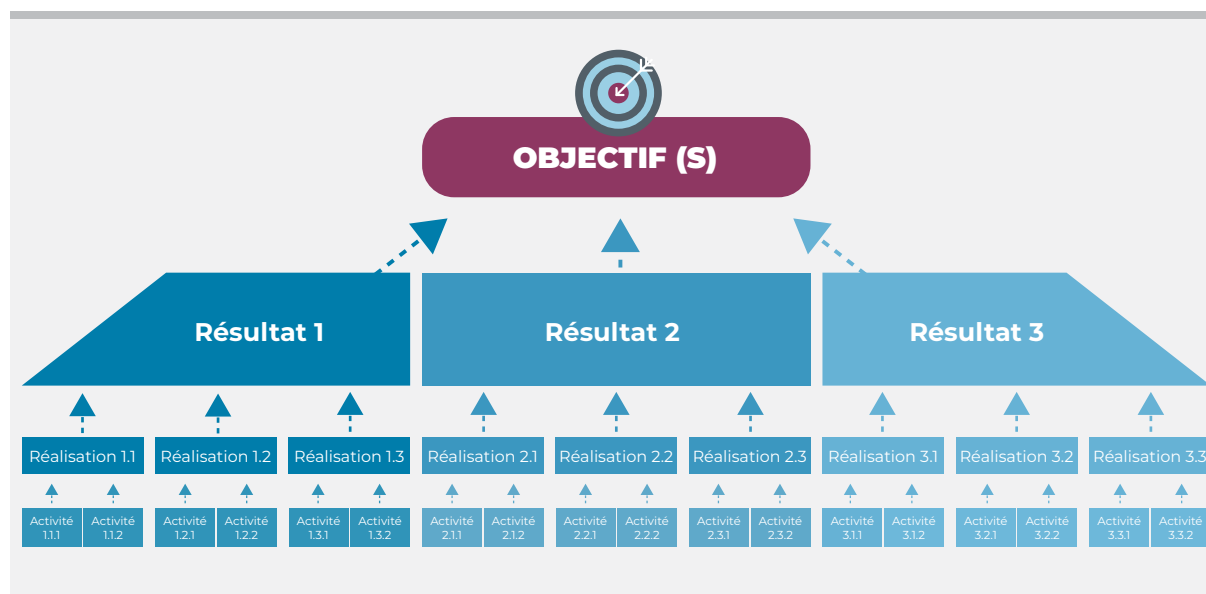 OBJECTIF (S)
Résultat 1
Résultat 2
Résultat 3
Réalisation 1.1
Réalisation 1.2
Réalisation 1.3
Réalisation 2.1
Réalisation 2.2
Réalisation 2.3
Réalisation 3.1
Réalisation 3.2
Réalisation 3.3
Activité
1.1.1
Activité
1.1.2
Activité
1.2.1
Activité
1.2.2
Activité
1.3.1
Activité
1.3.2
Activité
2.1.1
Activité
2.1.2
Activité
2.2.1
Activité
2.2.2
Activité
2.3.1
Activité
2.3.2
Activité
3.1.1
Activité
3.1.2
Activité
3.2.1
Activité
3.2.2
Activité
3.3.1
Activité
3.3.2